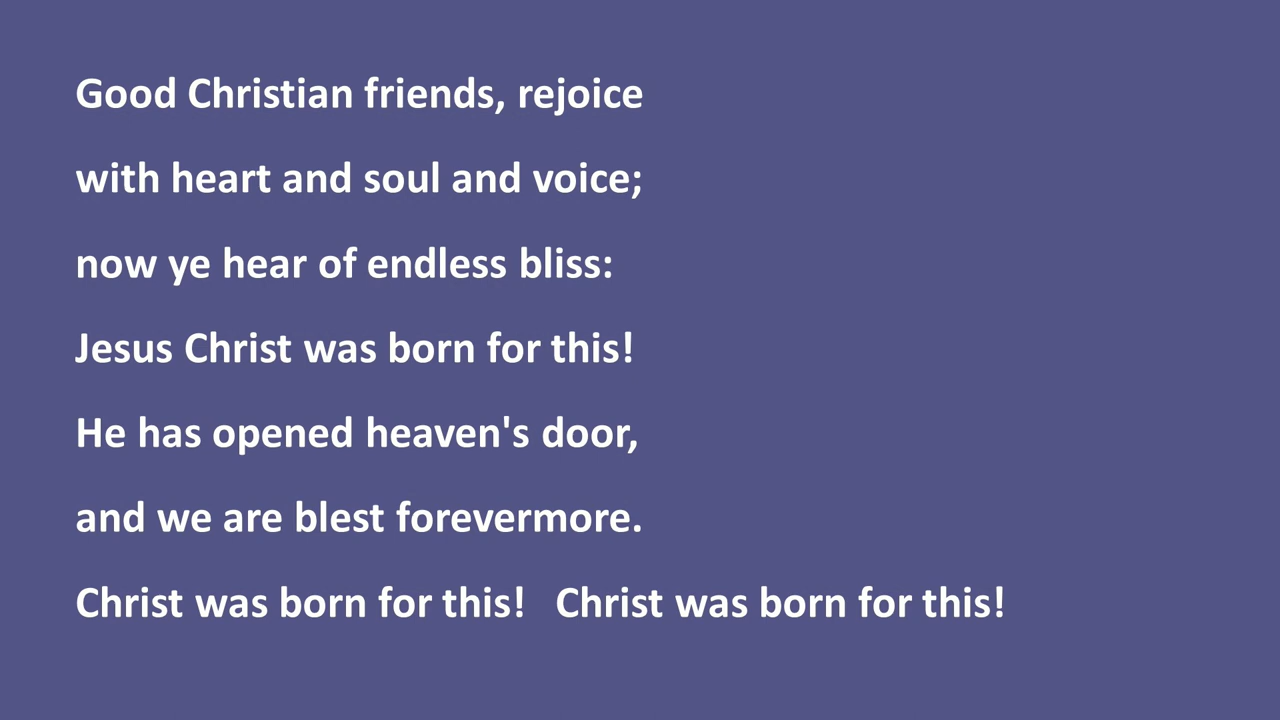 Good Christian friends, rejoice
with heart and soul and voice;
now ye hear of endless bliss:
Jesus Christ was born for this!
He has opened heaven's door,
and we are blest forevermore.
Christ was born for this!   Christ was born for this!